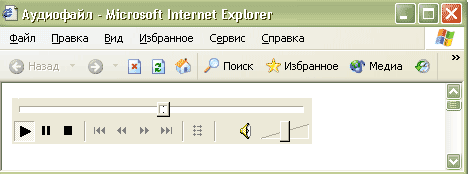 Аудиофайл - Microsoft Internet Explorer
Файл Правка Вид Избранное Сервис Справка
Назад Поиск Избранное Медиа »